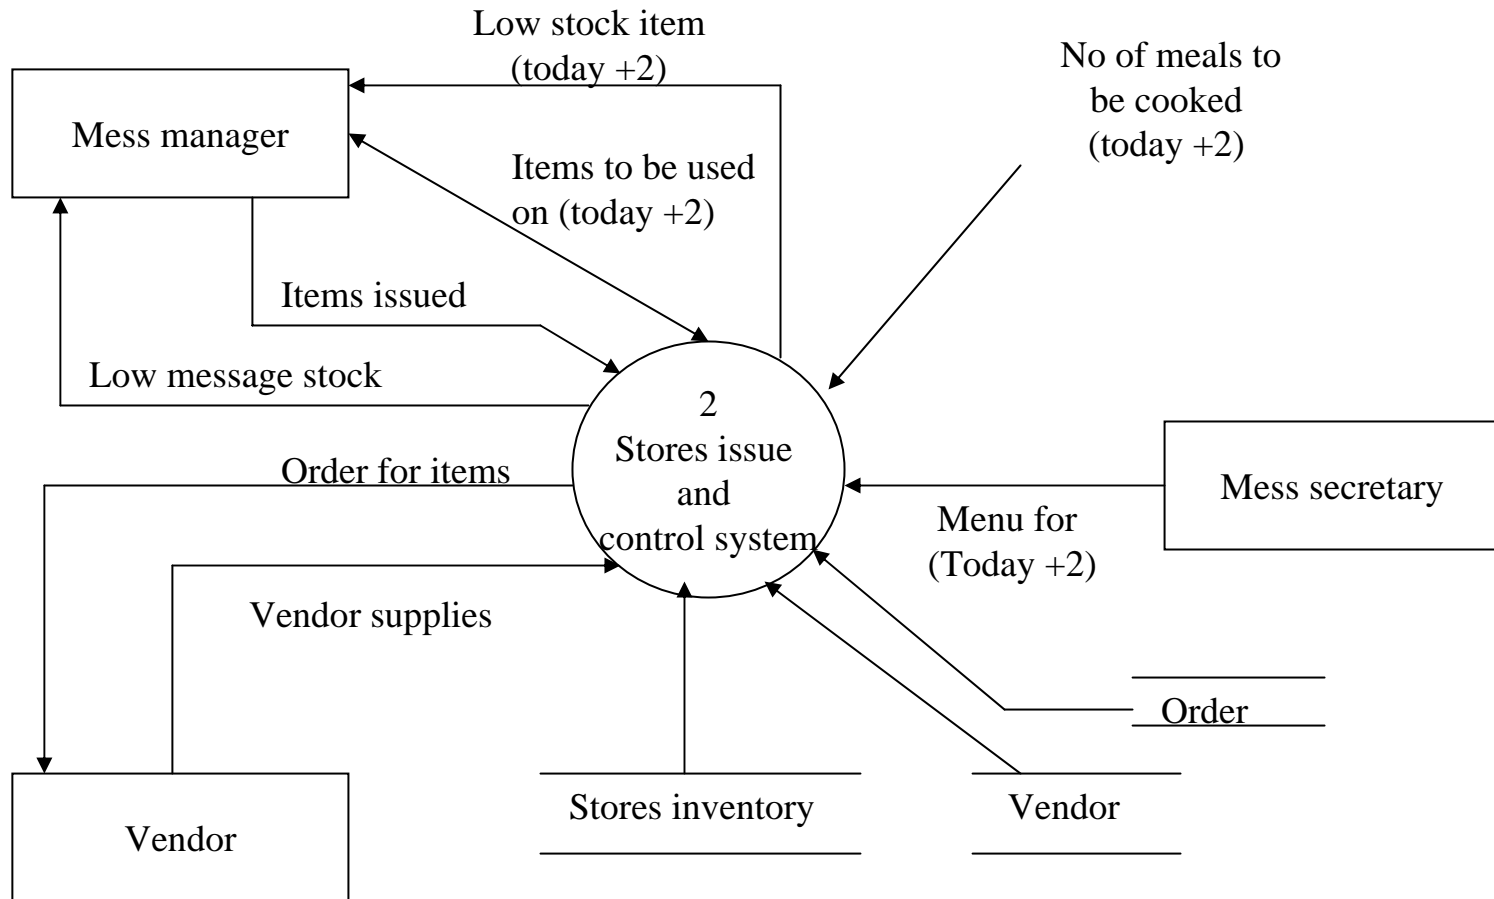 Low stock item
(today +2)
No of meals to
be cooked
(today +2)
Mess manager
Items to be used
on (today +2)
Items issued
Low message stock
2
Stores issue
and
control system
Order for items
Mess secretary
Menu for
(Today +2)
Vendor supplies
Order
Stores inventory
Vendor
Vendor